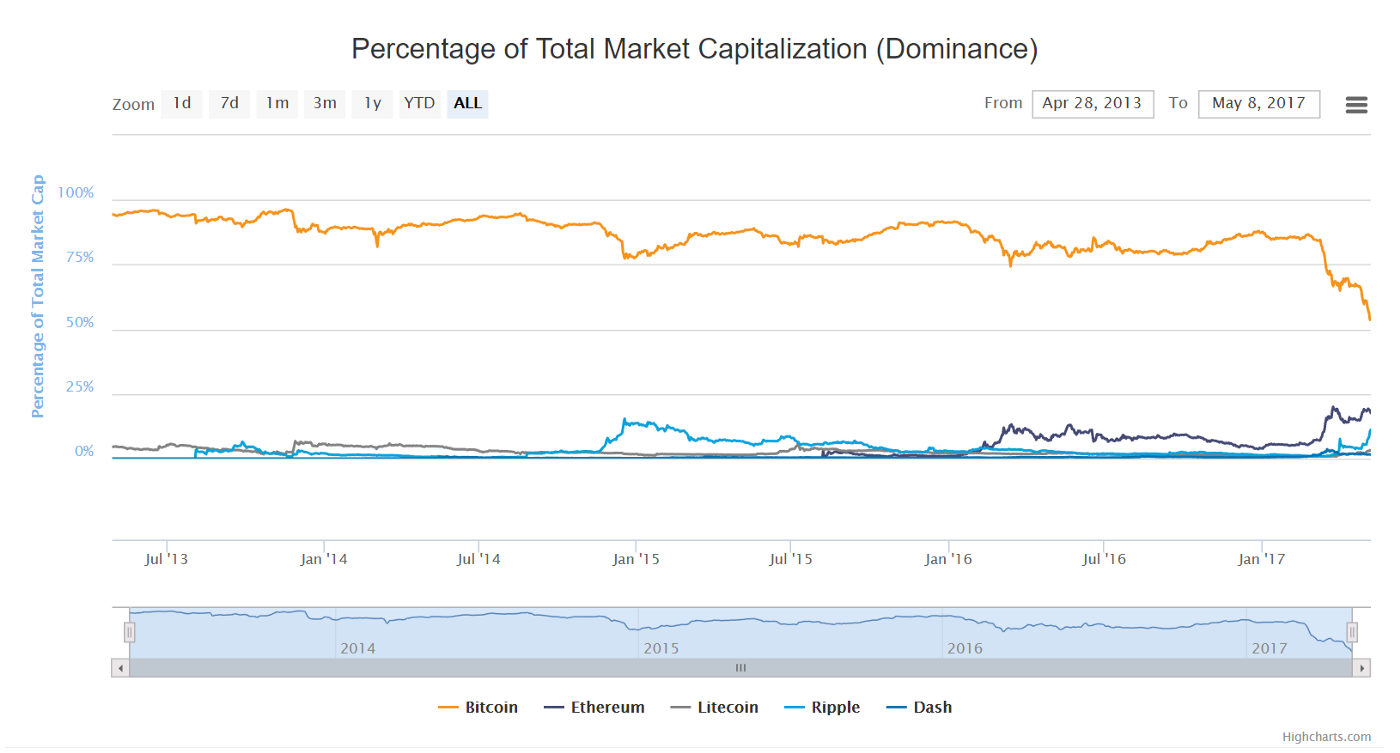 Percentage of Total Market Capitalization (Dominance)
Zoom 1d 7d 1m 3m 1y YTD ALL From Apr 28, 2013 To May 8, 2017
Percentage of Total Market Cap
100%
75%
50%
25%
0%
Jul '13 Jan '14 Jul '14 Jan '15 Jul '15 Jan '16 Jul '16 Jan '17
2014 2015 2016 2017
Bitcoin Ethereum Litecoin Ripple Dash
Highcharts.com